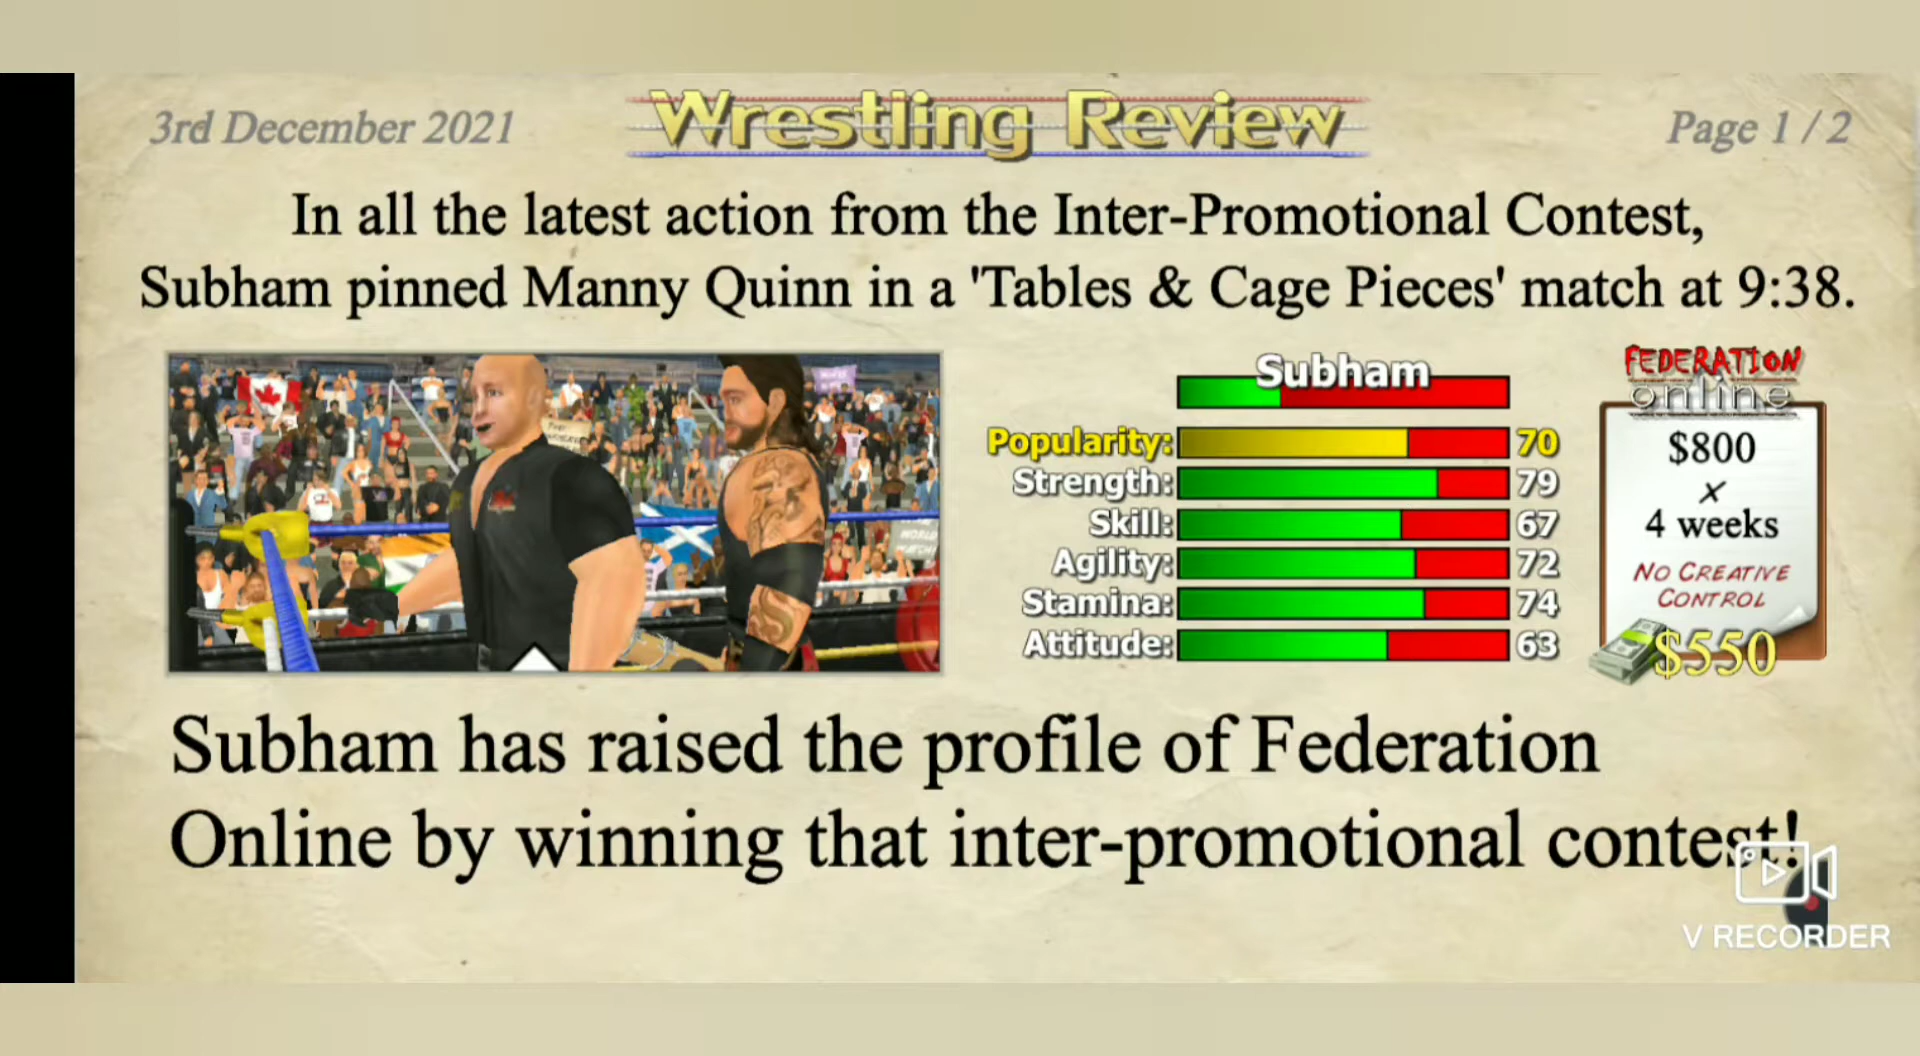 3rd December 2021
Wrestling Review
Page 1 / 2
In all the latest action from the Inter-Promotional Contest,
Subham pinned Manny Quinn in a 'Tables & Cage Pieces' match at 9:38.
Subham
Popularity: 70
Strength: 79
Skill: 67
Agility: 72
Stamina: 74
Attitude: 63
FEDERATION
online
$800
x
4 weeks
NO CREATIVE
CONTROL
$550
Subham has raised the profile of Federation
Online by winning that inter-promotional contest!
V RECORDER